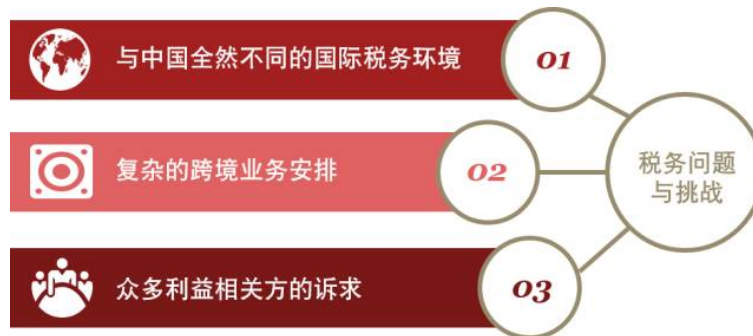 与中国全然不同的国际税务环境
01
复杂的跨境业务安排
02
税务问题
与挑战
众多利益相关方的诉求
03